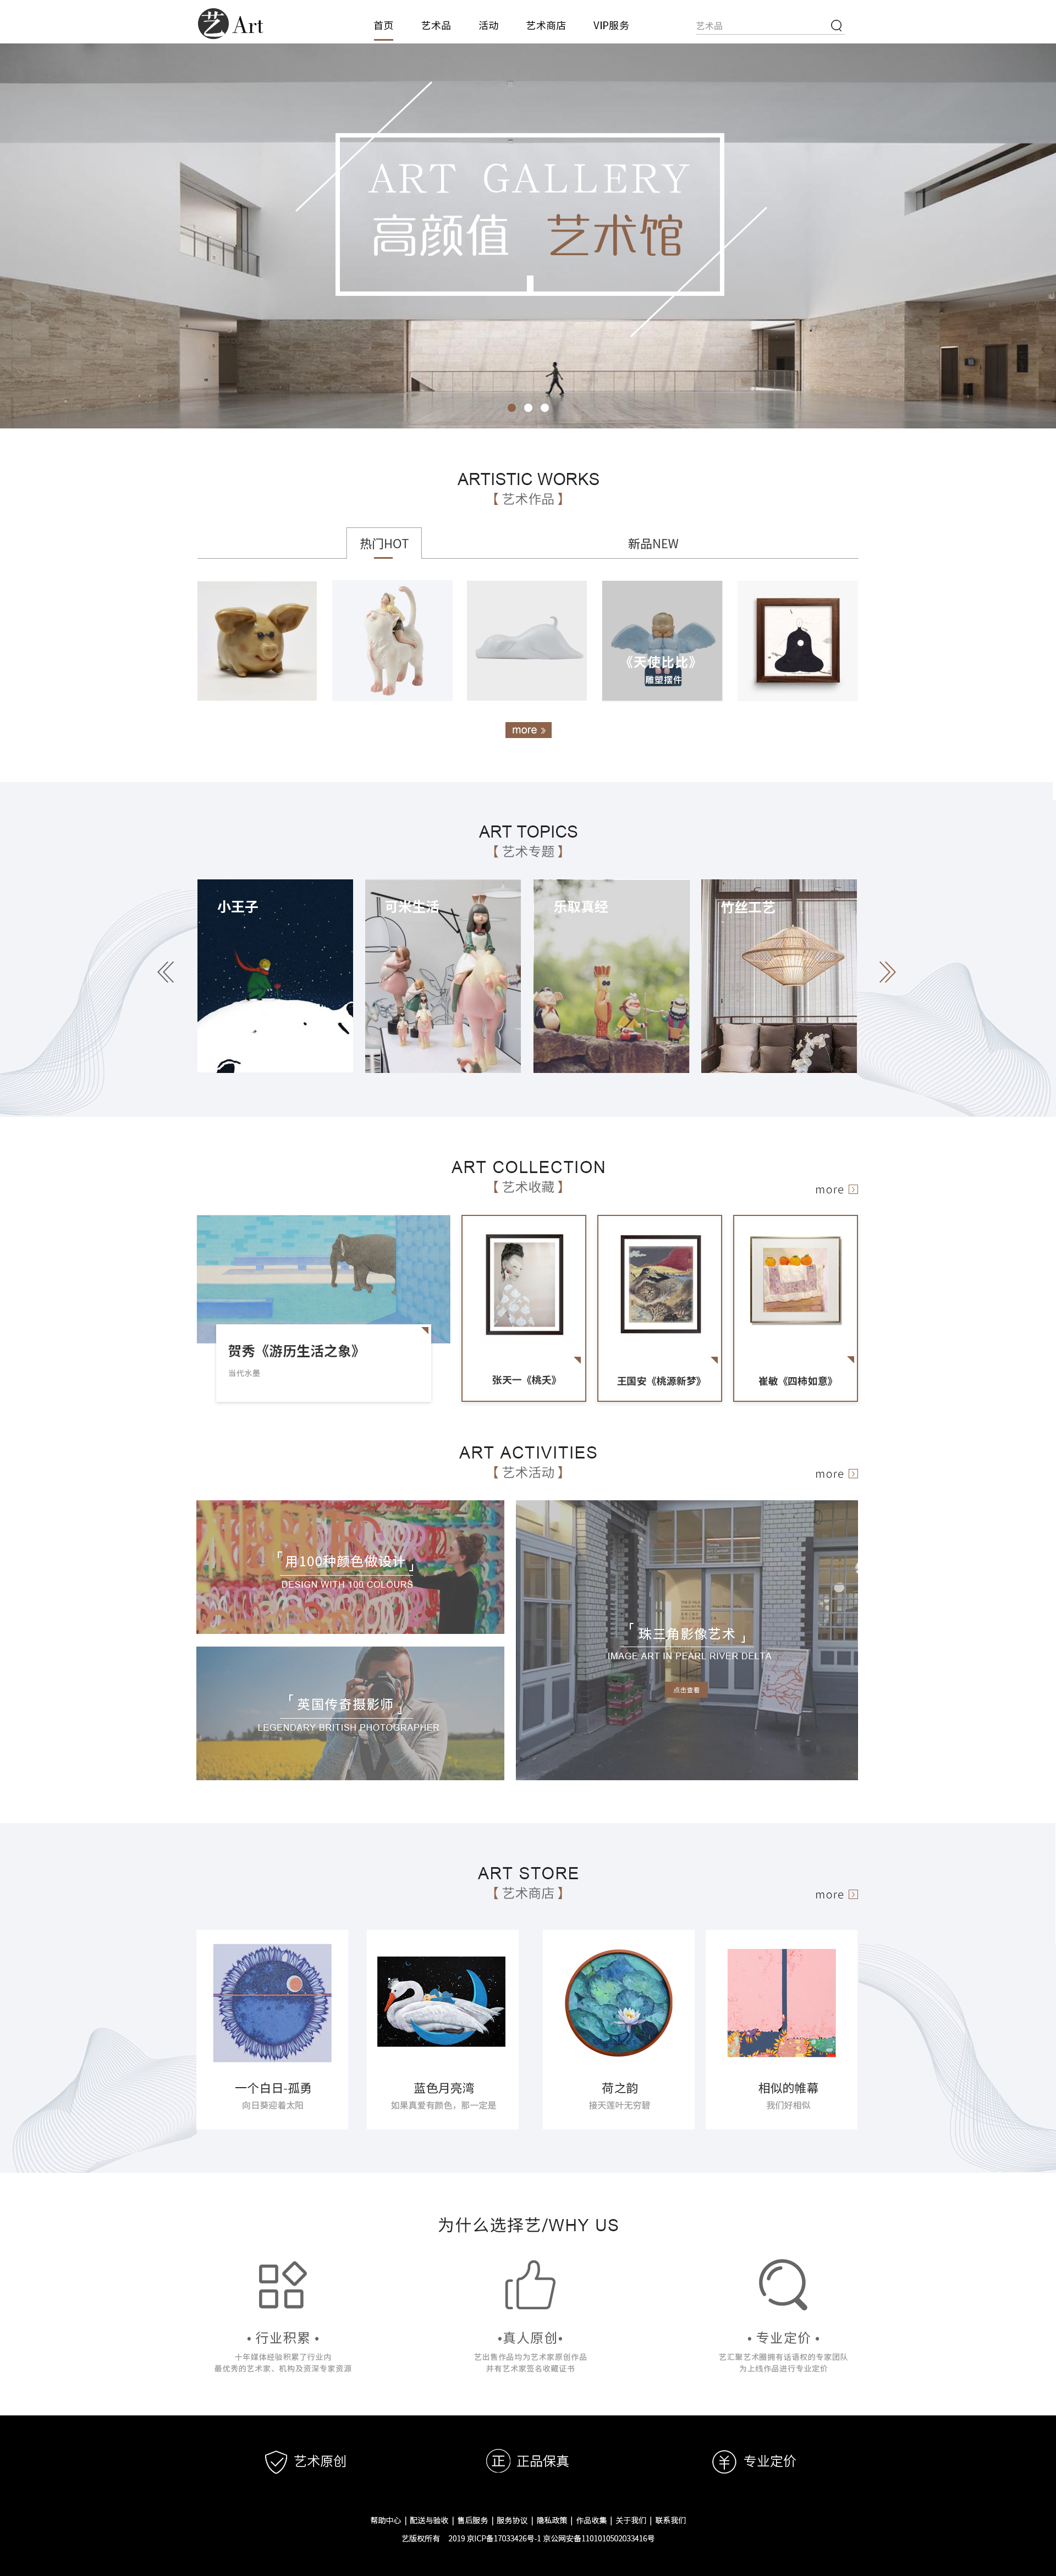 艺 Art
首页 艺术品 活动 艺术商店 VIP服务 艺术品
ART GALLERY
高颜值 艺术馆
ARTISTIC WORKS
【 艺术作品 】
热门HOT 新品NEW
《天使比比》
雕塑摆件
more »
ART TOPICS
【 艺术专题 】
小王子 可米生活 乐取真经 竹丝工艺
ART COLLECTION
【 艺术收藏 】
more
贺秀《游历生活之象》
当代水墨
张天一《桃夭》 王国安《桃源新梦》 崔敏《四柿如意》
ART ACTIVITIES
【 艺术活动 】
more
「用100种颜色做设计」
DESIGN WITH 100 COLOURS
「英国传奇摄影师」
LEGENDARY BRITISH PHOTOGRAPHER
「珠三角影像艺术」
IMAGE ART IN PEARL RIVER DELTA
点击查看
ART STORE
【 艺术商店 】
more
一个白日-孤勇 蓝色月亮湾 荷之韵 相似的帷幕
向日葵迎着太阳 如果真爱有颜色，那一定是 接天莲叶无穷碧 我们好相似
为什么选择艺/WHY US
• 行业积累 • •真人原创• • 专业定价 •
十年媒体经验积累了行业内 艺出售作品均为艺术家原创作品 艺汇聚艺术圈拥有话语权的专家团队
最优秀的艺术家、机构及资深专家资源 并有艺术家签名收藏证书 为上线作品进行专业定价
艺术原创 正 正品保真 ¥ 专业定价
帮助中心 | 配送与验收 | 售后服务 | 服务协议 | 隐私政策 | 作品收集 | 关于我们 | 联系我们
艺版权所有 2019 京ICP备17033426号-1 京公网安备1101010502033416号